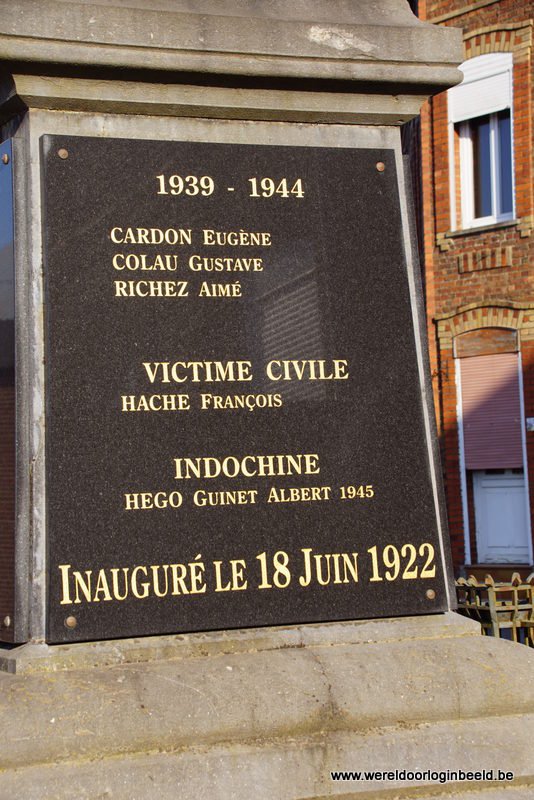 1939 - 1944
CARDON EUGÈNE
COLAU GUSTAVE
RICHEZ AIMÉ
VICTIME CIVILE
HACHE FRANÇOIS
INDOCHINE
HEGO GUINET ALBERT 1945
INAUGURÉ LE 18 JUIN 1922
www.wereldoorloginbeeld.be